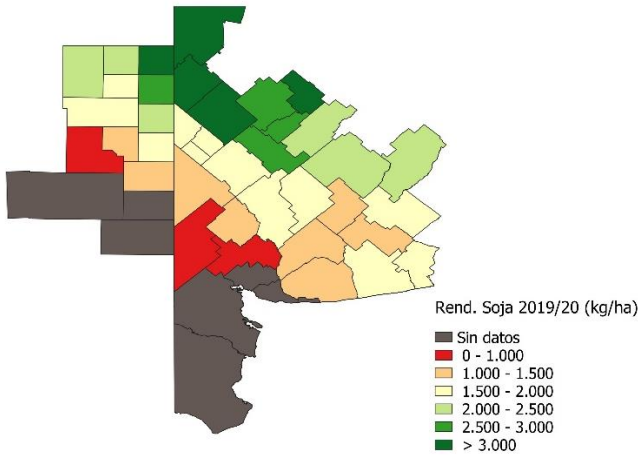 Rend. Soja 2019/20 (kg/ha)
Sin datos
0 - 1.000
1.000 - 1.500
1.500 - 2.000
2.000 - 2.500
2.500 - 3.000
> 3.000